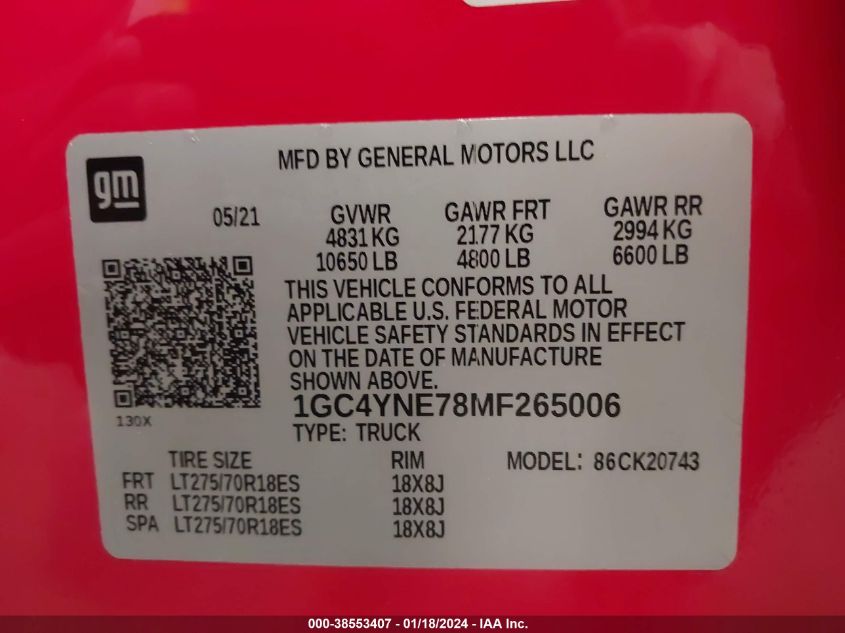 MFD BY GENERAL MOTORS LLC
gm
05/21 GVWR GAWR FRT GAWR RR
4831 KG 2177 KG 2994 KG
10650 LB 4800 LB 6600 LB
THIS VEHICLE CONFORMS TO ALL
APPLICABLE U.S. FEDERAL MOTOR
VEHICLE SAFETY STANDARDS IN EFFECT
ON THE DATE OF MANUFACTURE
SHOWN ABOVE.
1GC4YNE78MF265006
130X
TYPE: TRUCK
TIRE SIZE RIM MODEL: 86CK20743
FRT LT275/70R18ES 18X8J
RR LT275/70R18ES 18X8J
SPA LT275/70R18ES 18X8J
000-38553407 - 01/18/2024 - IAA Inc.